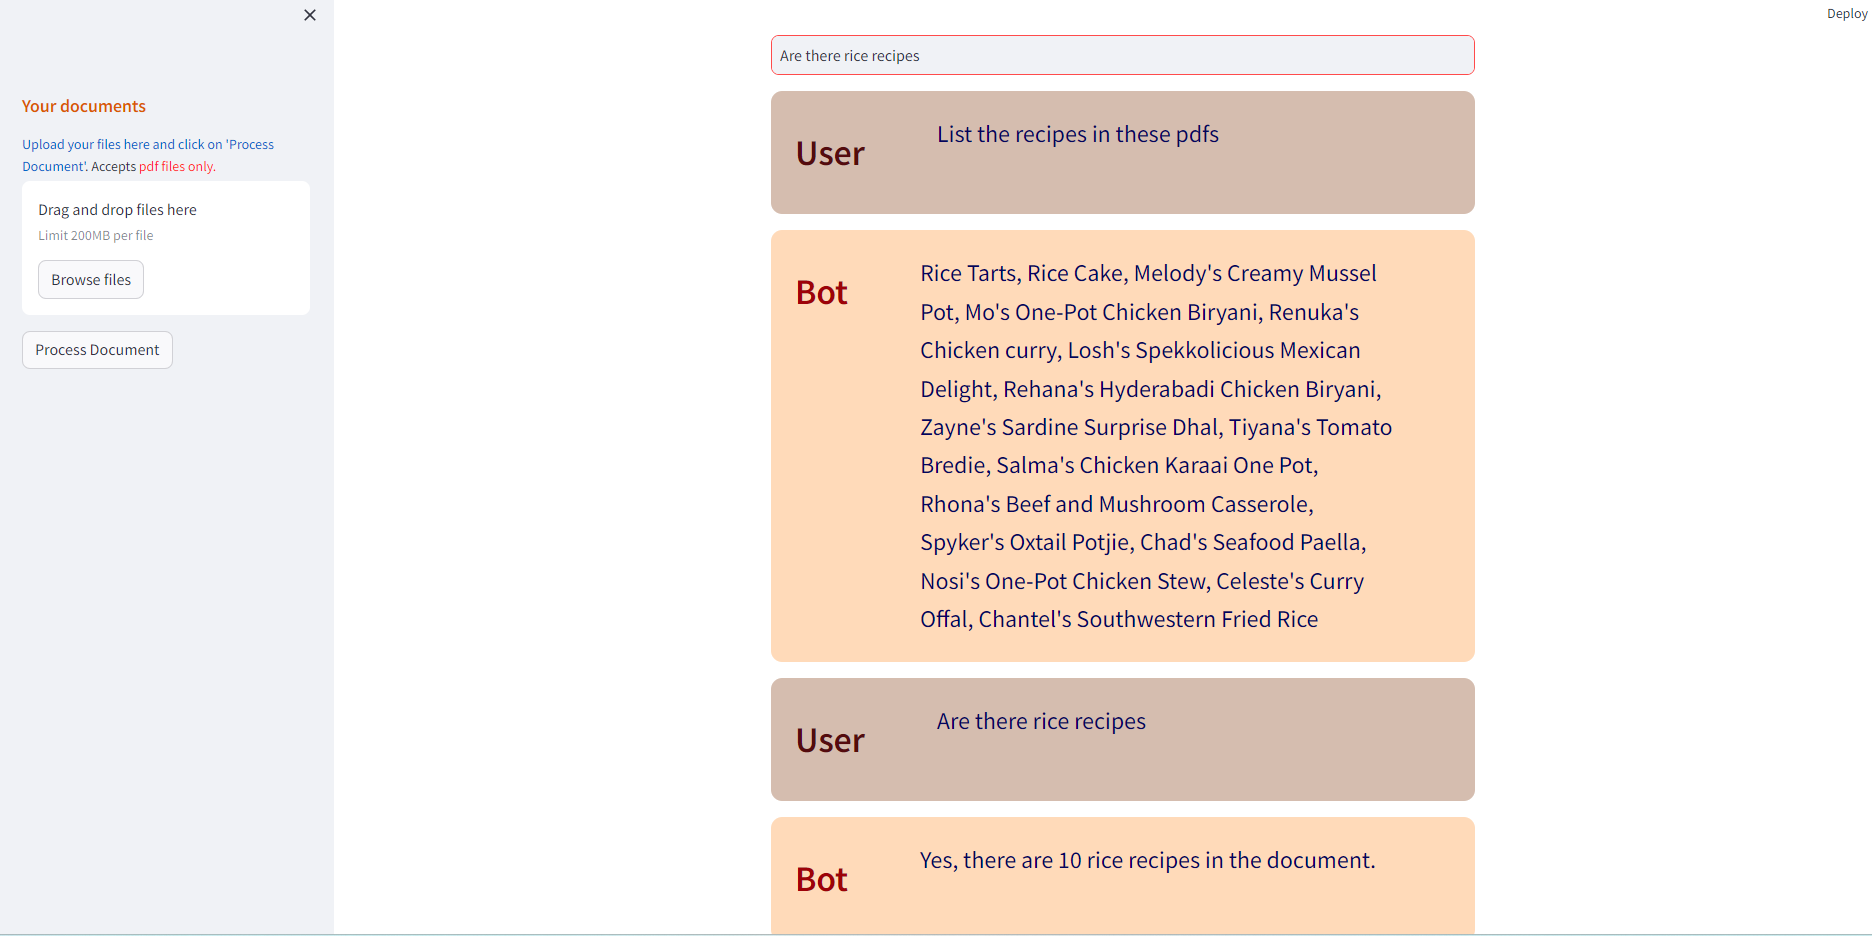 Deploy
Your documents
Upload your files here and click on 'Process
Document'. Accepts pdf files only.
Drag and drop files here
Limit 200MB per file
Browse files
Process Document
Are there rice recipes
User
List the recipes in these pdfs
Bot
Rice Tarts, Rice Cake, Melody's Creamy Mussel
Pot, Mo's One-Pot Chicken Biryani, Renuka's
Chicken curry, Losh's Spekkolicious Mexican
Delight, Rehana's Hyderabadi Chicken Biryani,
Zayne's Sardine Surprise Dhal, Tiyana's Tomato
Bredie, Salma's Chicken Karaai One Pot,
Rhona's Beef and Mushroom Casserole,
Spyker's Oxtail Potjie, Chad's Seafood Paella,
Nosi's One-Pot Chicken Stew, Celeste's Curry
Offal, Chantel's Southwestern Fried Rice
User
Are there rice recipes
Bot
Yes, there are 10 rice recipes in the document.